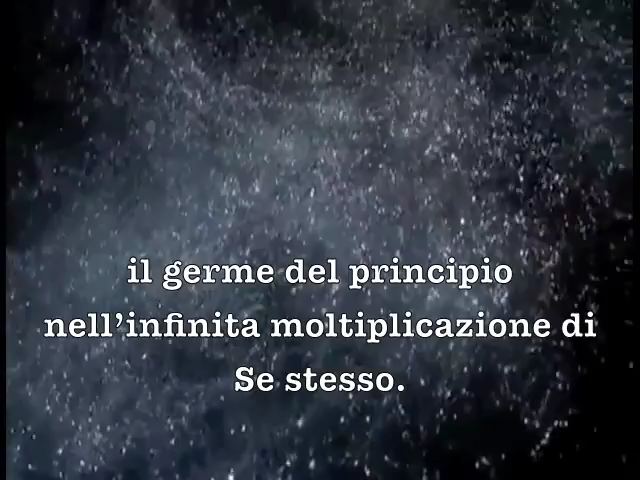 il germe del principio
nell’infinita moltiplicazione di
Se stesso.